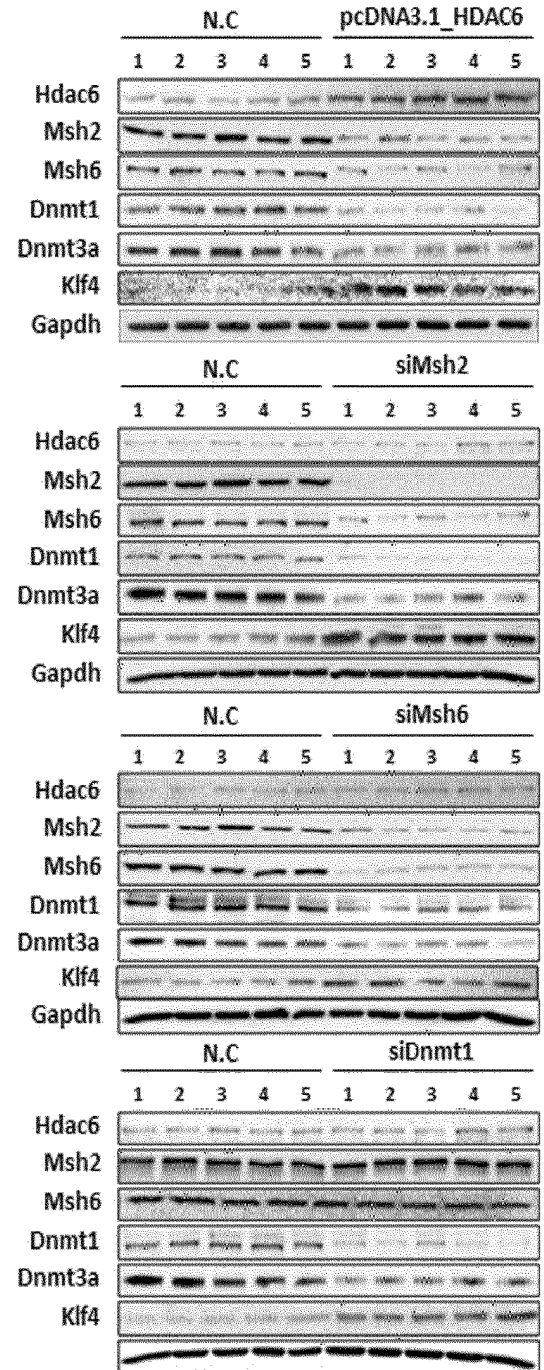 N.C pcDNA3.1_HDAC6
1 2 3 4 5 1 2 3 4 5
Hdac6
Msh2
Msh6
Dnmt1
Dnmt3a
Klf4
Gapdh
N.C siMsh2
1 2 3 4 5 1 2 3 4 5
Hdac6
Msh2
Msh6
Dnmt1
Dnmt3a
Klf4
Gapdh
N.C siMsh6
1 2 3 4 5 1 2 3 4 5
Hdac6
Msh2
Msh6
Dnmt1
Dnmt3a
Klf4
Gapdh
N.C siDnmt1
1 2 3 4 5 1 2 3 4 5
Hdac6
Msh2
Msh6
Dnmt1
Dnmt3a
Klf4